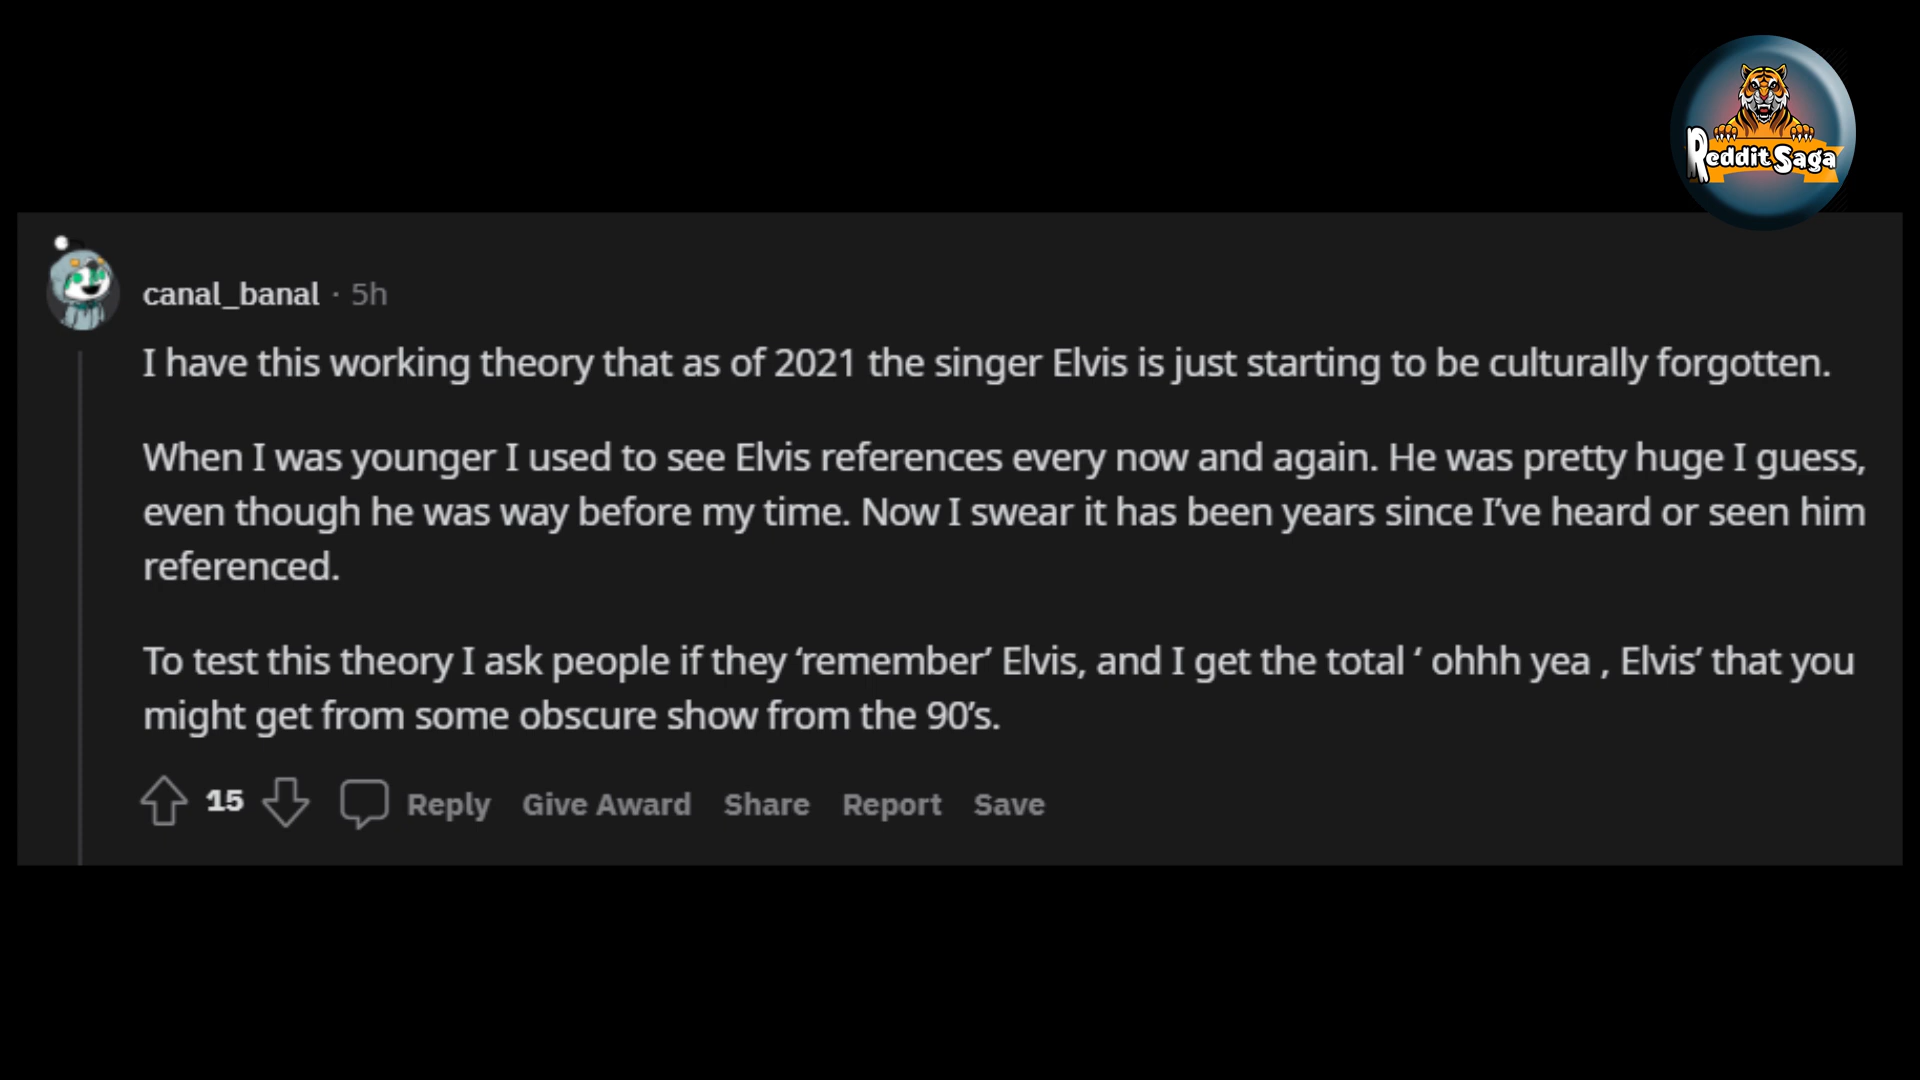 Reddit Saga
canal_banal · 5h
I have this working theory that as of 2021 the singer Elvis is just starting to be culturally forgotten.
When I was younger I used to see Elvis references every now and again. He was pretty huge I guess,
even though he was way before my time. Now I swear it has been years since I’ve heard or seen him
referenced.
To test this theory I ask people if they ‘remember’ Elvis, and I get the total ‘ ohhh yea , Elvis’ that you
might get from some obscure show from the 90’s.
15 Reply Give Award Share Report Save